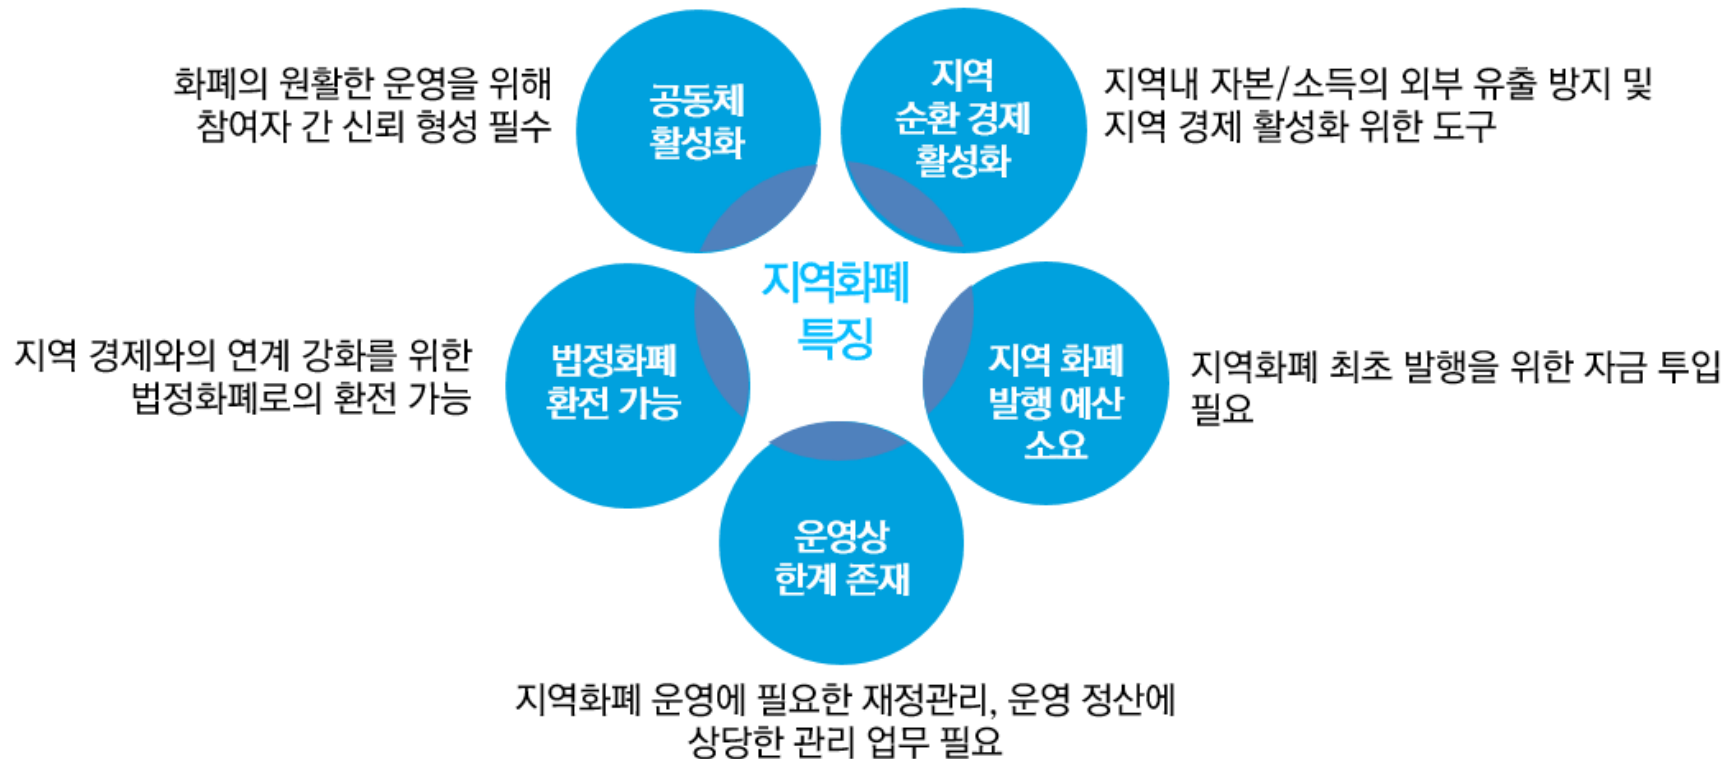 화폐의 원활한 운영을 위해
참여자 간 신뢰 형성 필수
공동체
활성화
지역
순환 경제
활성화
지역내 자본/소득의 외부 유출 방지 및
지역 경제 활성화 위한 도구
지역화폐
특징
지역 경제와의 연계 강화를 위한
법정화폐로의 환전 가능
법정화폐
환전 가능
지역 화폐
발행 예산
소요
지역화폐 최초 발행을 위한 자금 투입
필요
운영상
한계 존재
지역화폐 운영에 필요한 재정관리, 운영 정산에
상당한 관리 업무 필요